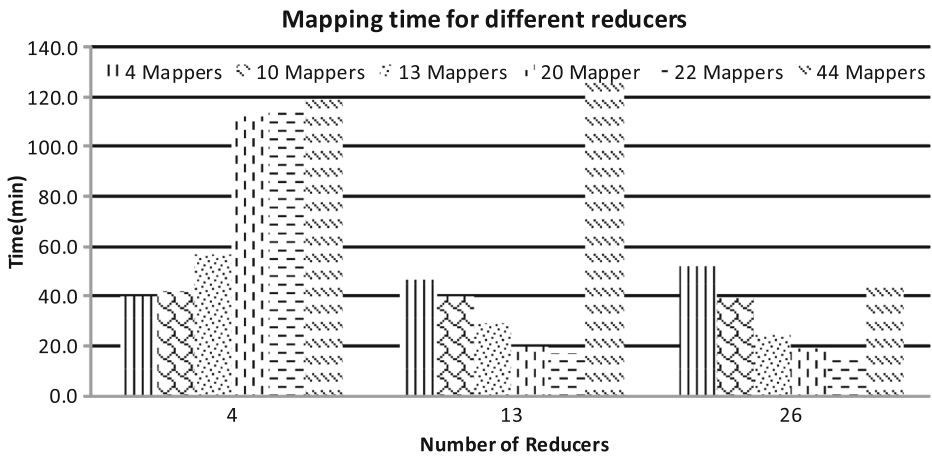 Mapping time for different reducers
140.0
4 Mappers 10 Mappers 13 Mappers 20 Mapper 22 Mappers 44 Mappers
120.0
100.0
80.0
60.0
40.0
20.0
0.0
Time(min)
4 13 26
Number of Reducers